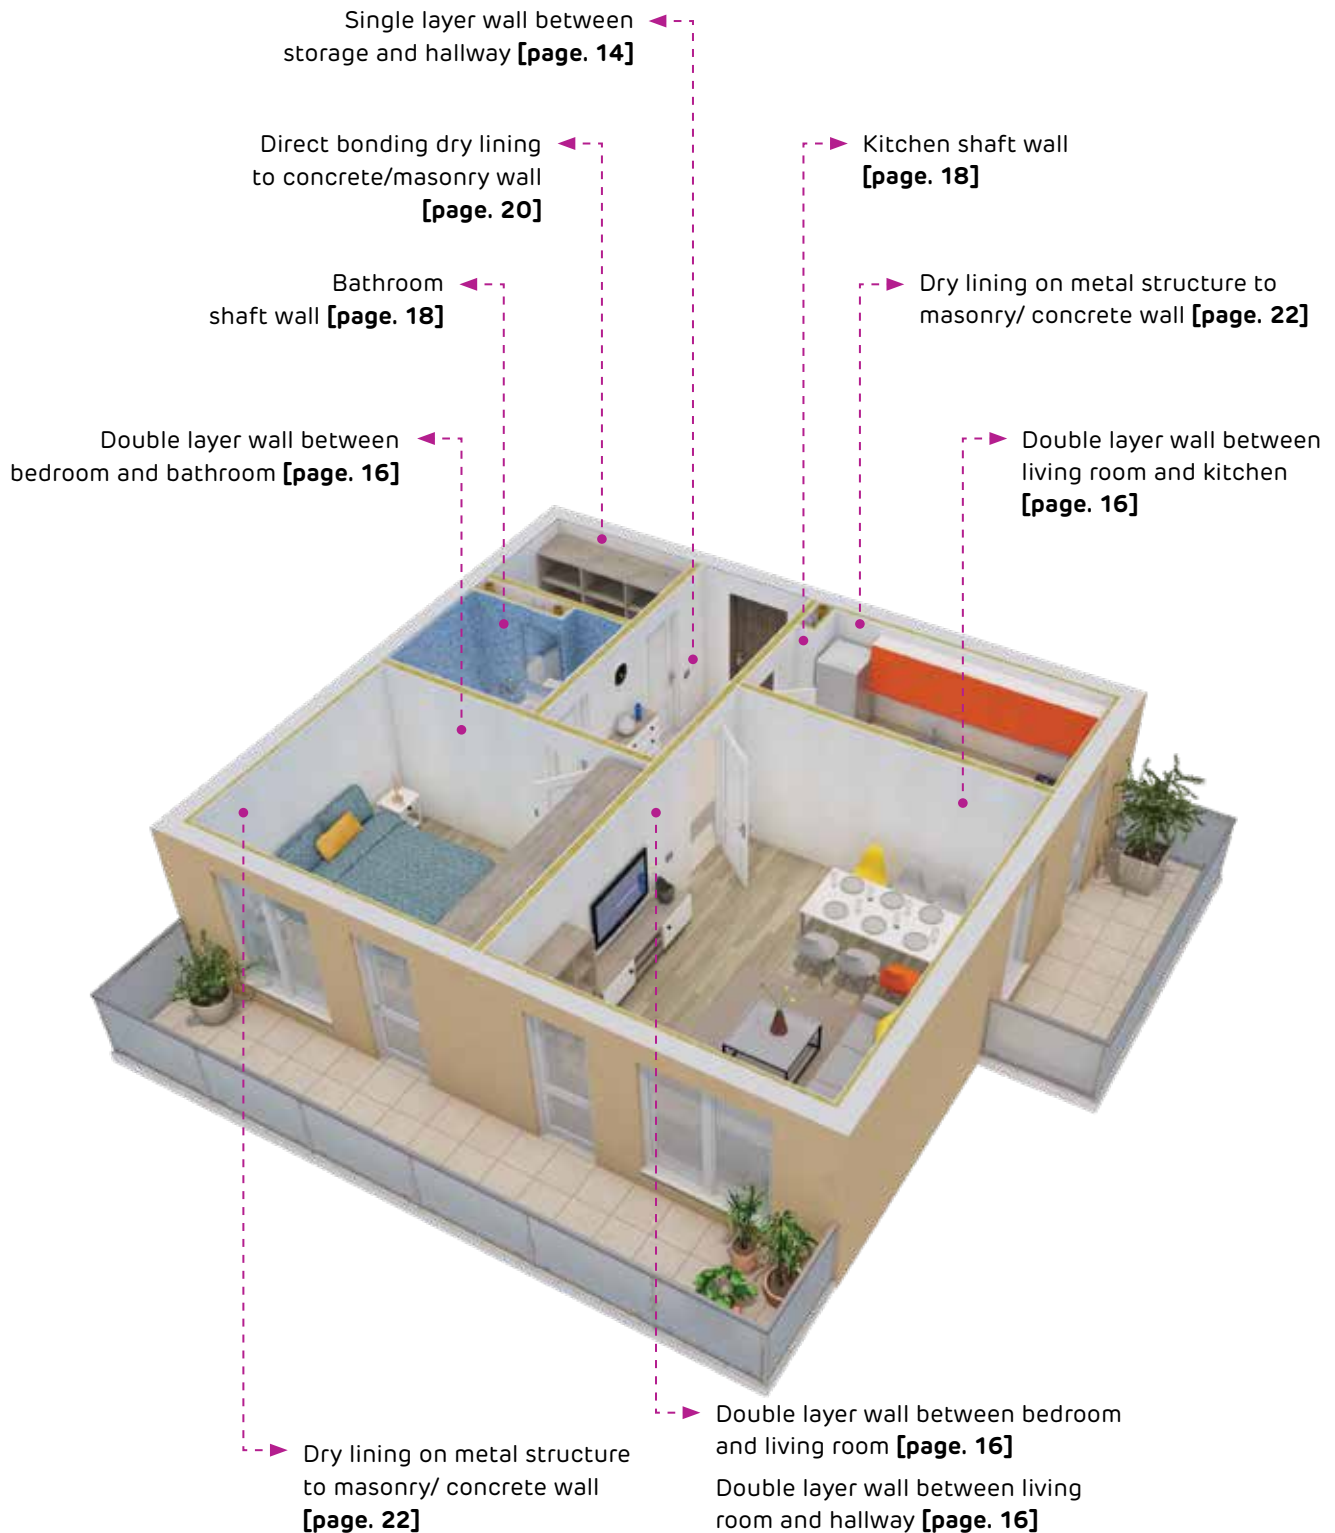 Single layer wall between
storage and hallway [page. 14]
Direct bonding dry lining
to concrete/masonry wall
[page. 20]
Kitchen shaft wall
[page. 18]
Bathroom
shaft wall [page. 18]
Dry lining on metal structure to
masonry/ concrete wall [page. 22]
Double layer wall between
bedroom and bathroom [page. 16]
Double layer wall between
living room and kitchen
[page. 16]
Dry lining on metal structure
to masonry/ concrete wall
[page. 22]
Double layer wall between bedroom
and living room [page. 16]
Double layer wall between living
room and hallway [page. 16]